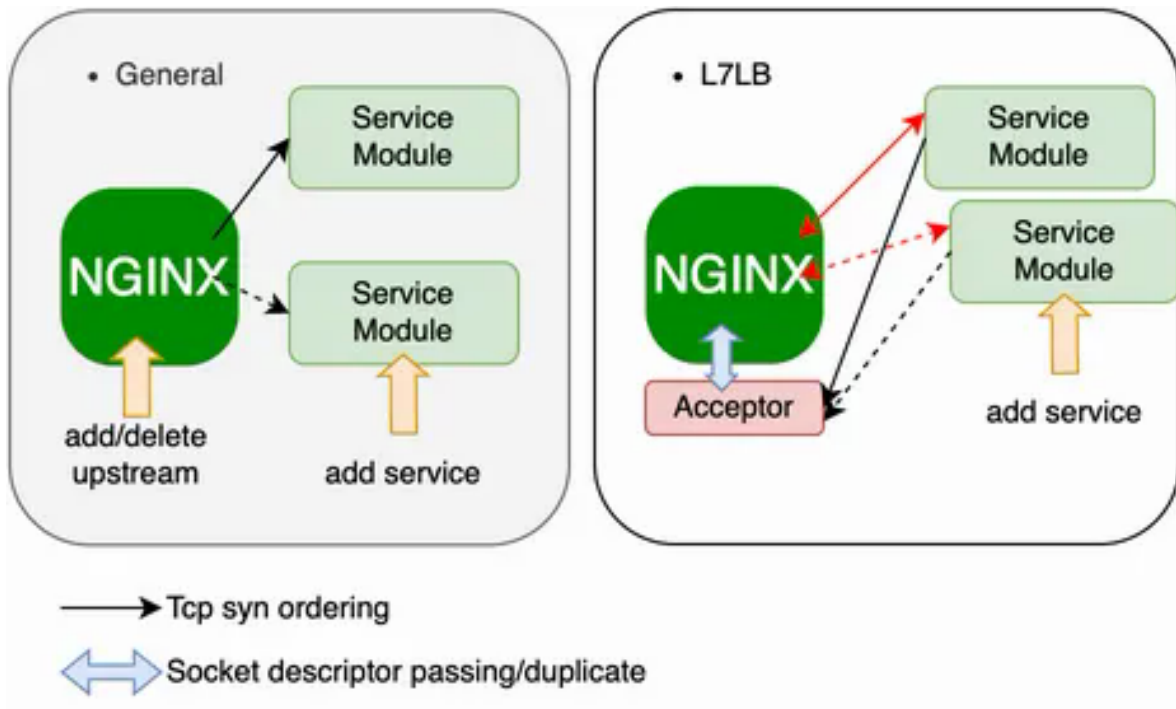 • General
Service
Module
NGINX
Service
Module
add/delete
upstream
add service
• L7LB
Service
Module
Service
Module
NGINX
Acceptor
add service
Tcp syn ordering
Socket descriptor passing/duplicate